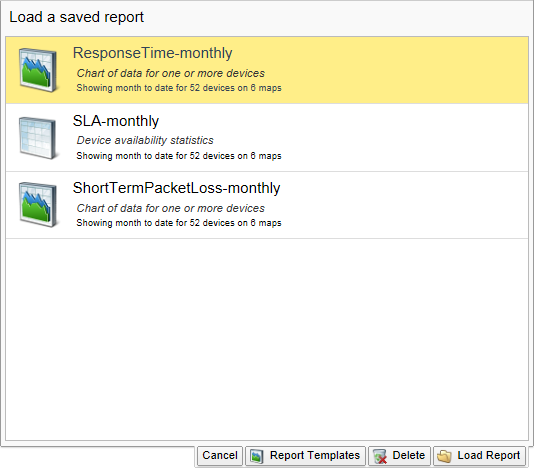 Load a saved report
ResponseTime-monthly
Chart of data for one or more devices
Showing month to date for 52 devices on 6 maps
SLA-monthly
Device availability statistics
Showing month to date for 52 devices on 6 maps
ShortTermPacketLoss-monthly
Chart of data for one or more devices
Showing month to date for 52 devices on 6 maps
Cancel Report Templates Delete Load Report